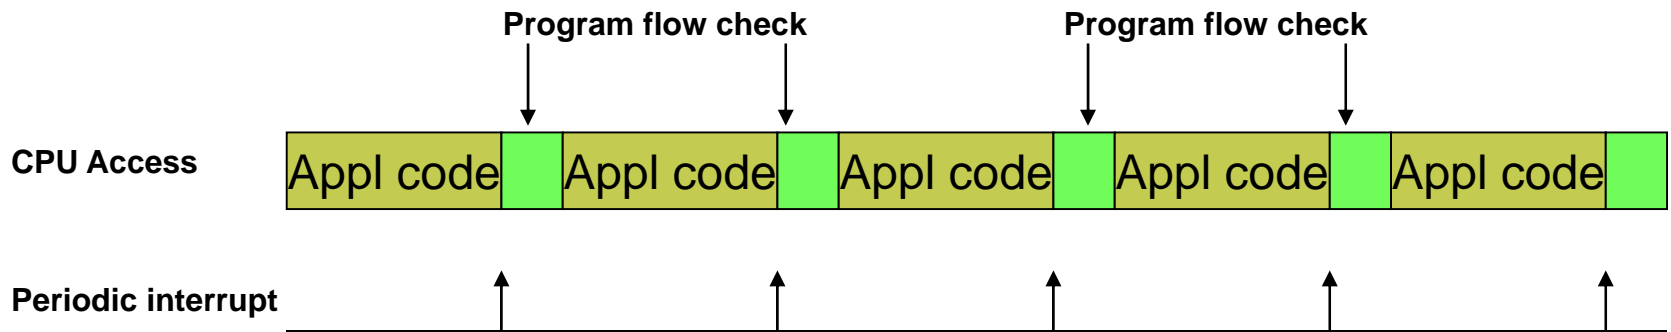 Program flow check
Program flow check
CPU Access
Appl code
Appl code
Appl code
Appl code
Appl code
Periodic interrupt